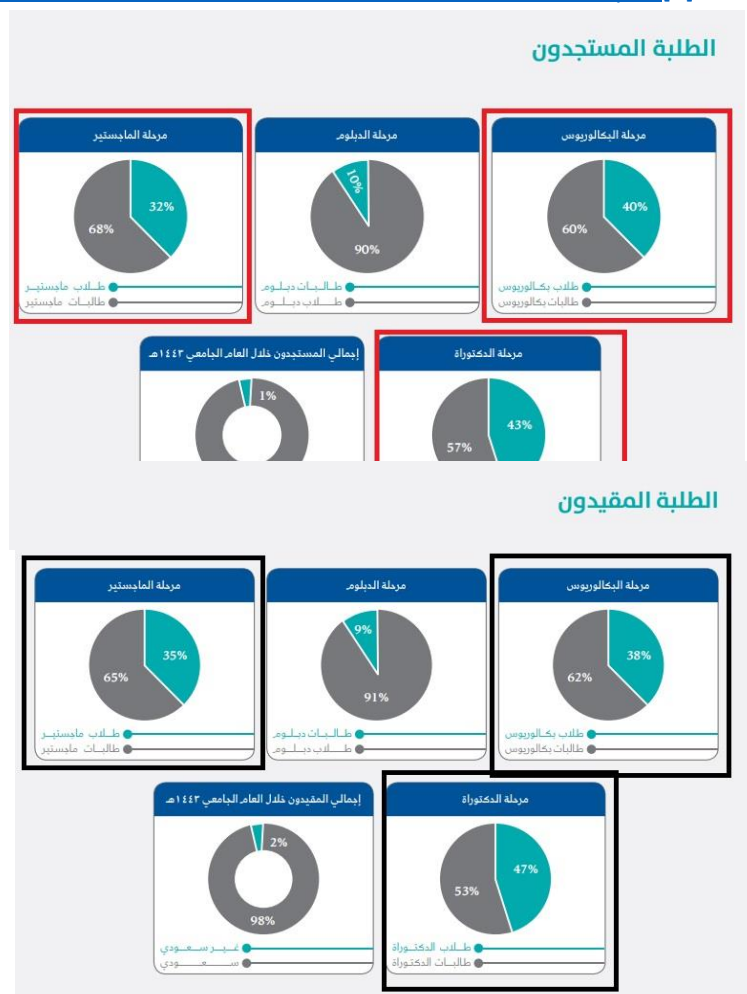 الطلبة المستجدون
مرحلة البكالوريوس
40%
60%
طلاب بكالوريوس
طالبات بكالوريوس
مرحلة الدبلوم
10%
90%
طالبات دبلوم
طلاب دبلوم
مرحلة الماجستير
32%
68%
طلاب ماجستير
طالبات ماجستير
مرحلة الدكتوراة
43%
57%
إجمالي المستجدون خلال العام الجامعي ١٤٤٣هـ
1%
الطلبة المقيدون
مرحلة البكالوريوس
38%
62%
طلاب بكالوريوس
طالبات بكالوريوس
مرحلة الدبلوم
9%
91%
طالبات دبلوم
طلاب دبلوم
مرحلة الماجستير
35%
65%
طلاب ماجستير
طالبات ماجستير
مرحلة الدكتوراة
47%
53%
طلاب الدكتوراة
طالبات الدكتوراة
إجمالي المقيدون خلال العام الجامعي ١٤٤٣هـ
2%
98%
غير سعودي
سعودي